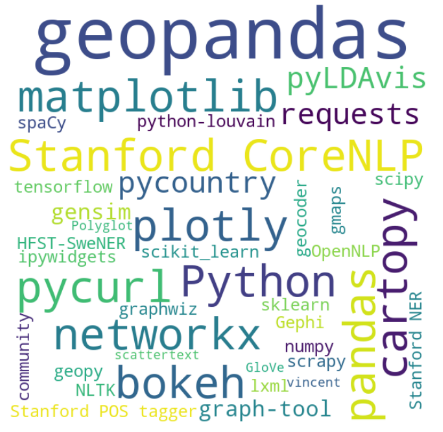 geopandas
pyLDAvis
matplotlib
requests
spaCy
python-louvain
Stanford CoreNLP
tensorflow
pycountry
geocoder
gmaps
scipy
gensim
Polyglot
plotly
HFST-SweNER
scikit_learn
OpenNLP
ipywidgets
pycurl
Python
pandas
cartopy
Stanford NER
graphwiz
sklearn
community
networkx
Gephi
numpy
scattertext
scrapy
geopy
bokeh
GloVe
NLTK
lxml
vincent
Stanford POS tagger
graph-tool